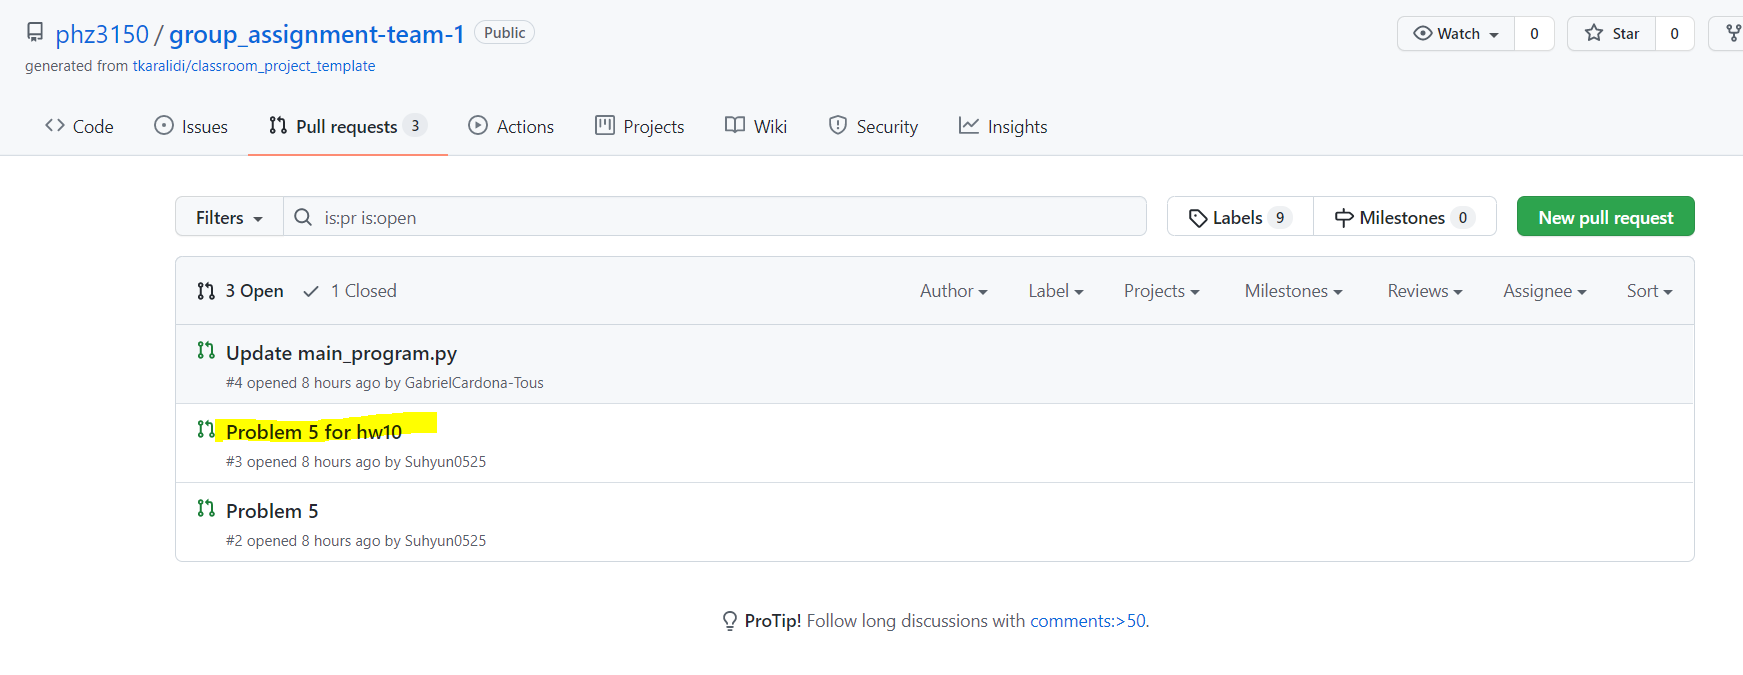 phz3150 / group_assignment-team-1 Public
Watch 0 Star 0
generated from tkaralidi/classroom_project_template
Code Issues Pull requests 3 Actions Projects Wiki Security Insights
Filters is:pr is:open Labels 9 Milestones 0 New pull request
3 Open 1 Closed Author Label Projects Milestones Reviews Assignee Sort
Update main_program.py
#4 opened 8 hours ago by GabrielCardona-Tous
Problem 5 for hw10
#3 opened 8 hours ago by Suhyun0525
Problem 5
#2 opened 8 hours ago by Suhyun0525
ProTip! Follow long discussions with comments:>50.